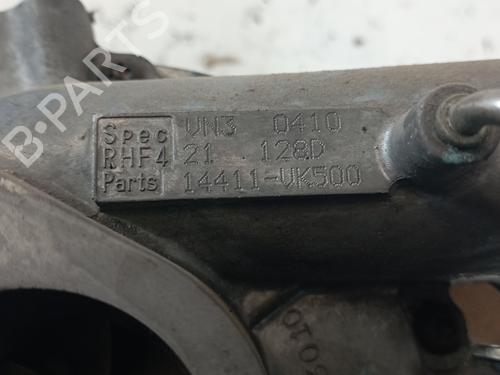 B-PARTS
Spec VN3 0410
RHF4 21 128D
Parts 14411-VK500